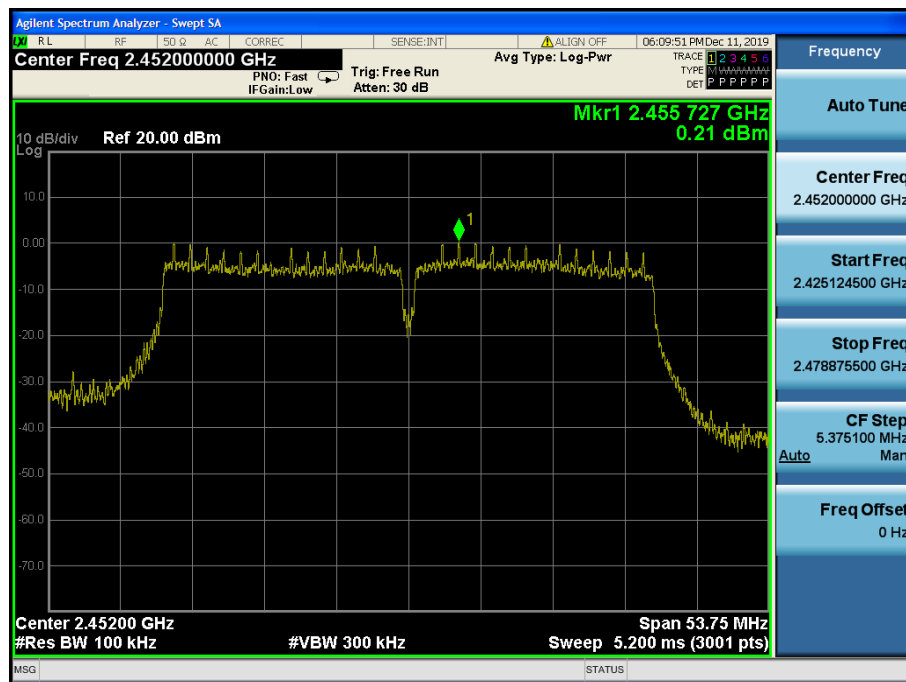 Agilent Spectrum Analyzer - Swept SA
LXI RL RF 50 Ω AC CORREC SENSE:INT ALIGN OFF 06:09:51 PM Dec 11, 2019
Center Freq 2.452000000 GHz
PNO: Fast
IFGain:Low
Trig: Free Run
Atten: 30 dB
Avg Type: Log-Pwr
TRACE 1 2 3 4 5 6
TYPE M
DET P P P P P P
Mkr1 2.455 727 GHz
0.21 dBm
10 dB/div Ref 20.00 dBm
Log
1
10.0
0.00
-10.0
-20.0
-30.0
-40.0
-50.0
-60.0
-70.0
Center 2.45200 GHz Span 53.75 MHz
#Res BW 100 kHz #VBW 300 kHz Sweep 5.200 ms (3001 pts)
MSG STATUS
Frequency
Auto Tune
Center Freq
2.452000000 GHz
Start Freq
2.425124500 GHz
Stop Freq
2.478875500 GHz
CF Step
5.375100 MHz
Auto Man
Freq Offset
0 Hz